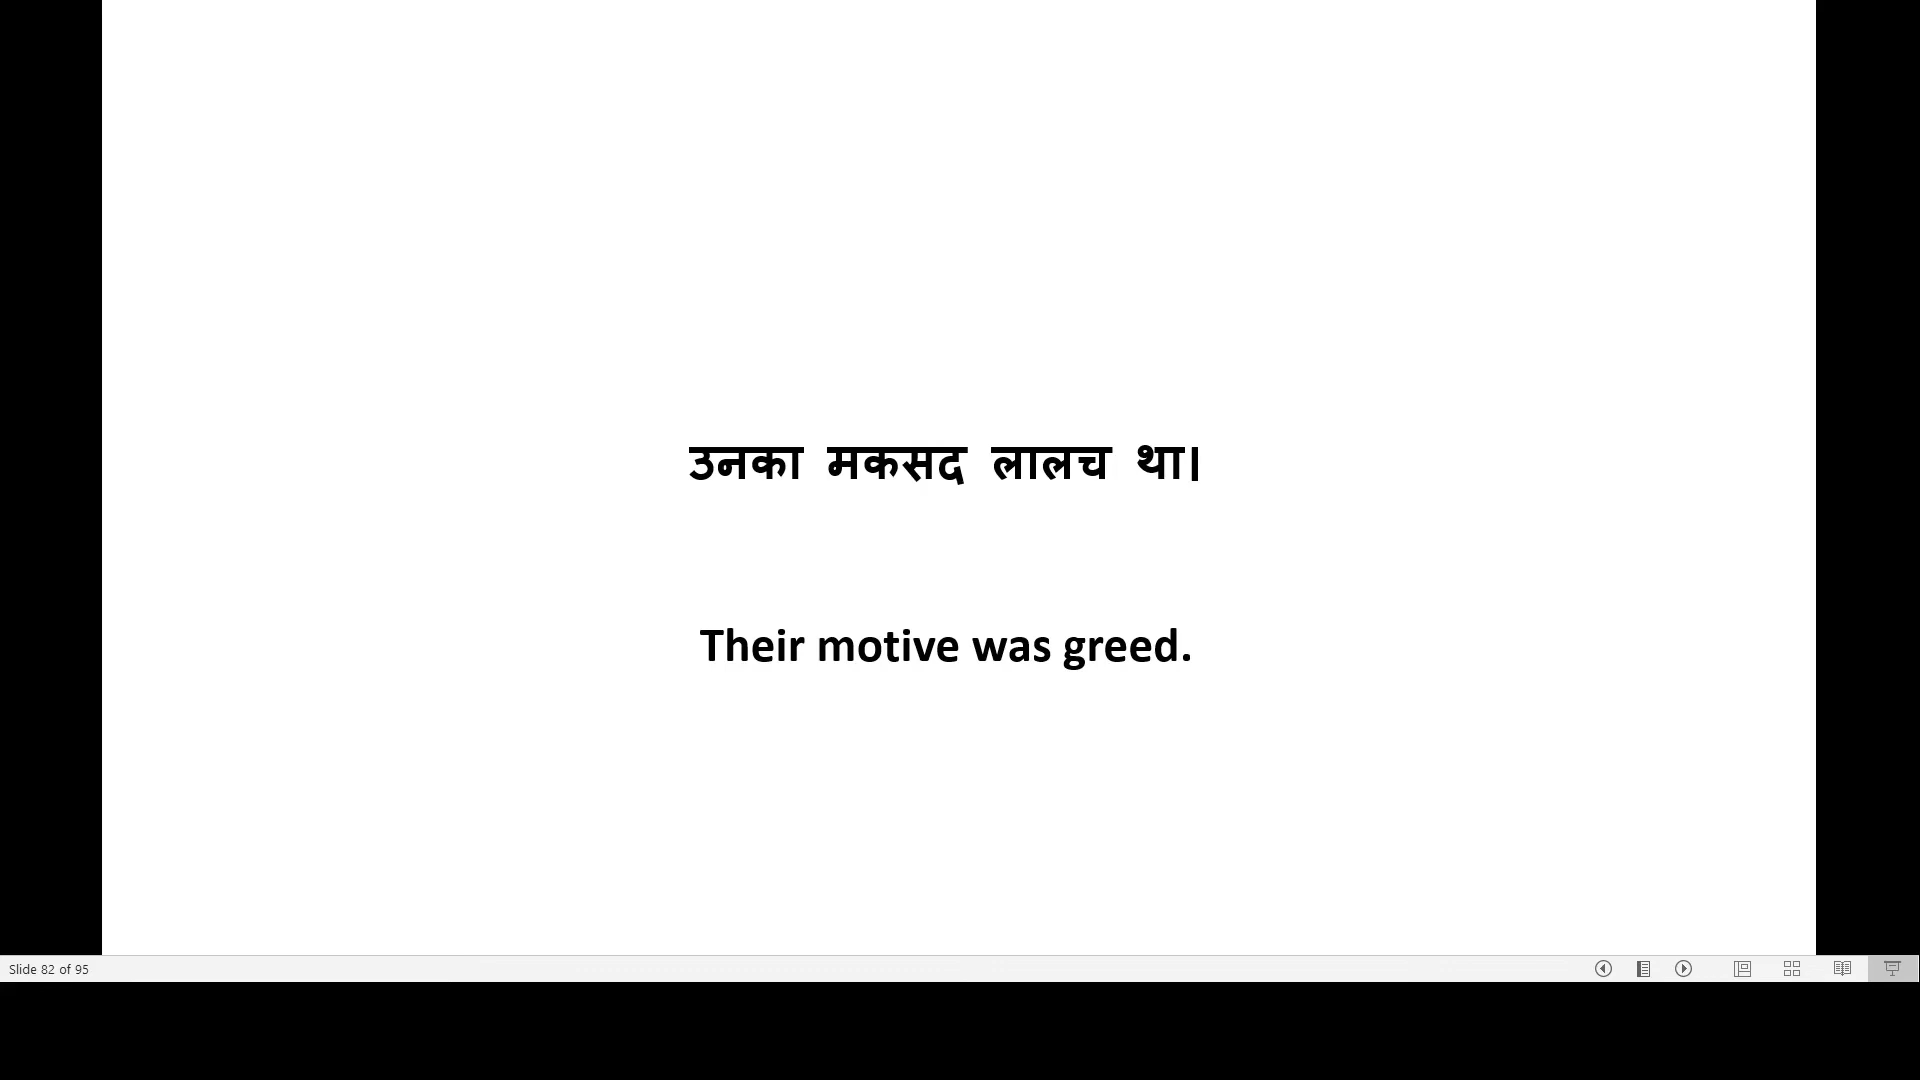 उनका मकसद लालच था।
Their motive was greed.
Slide 82 of 95